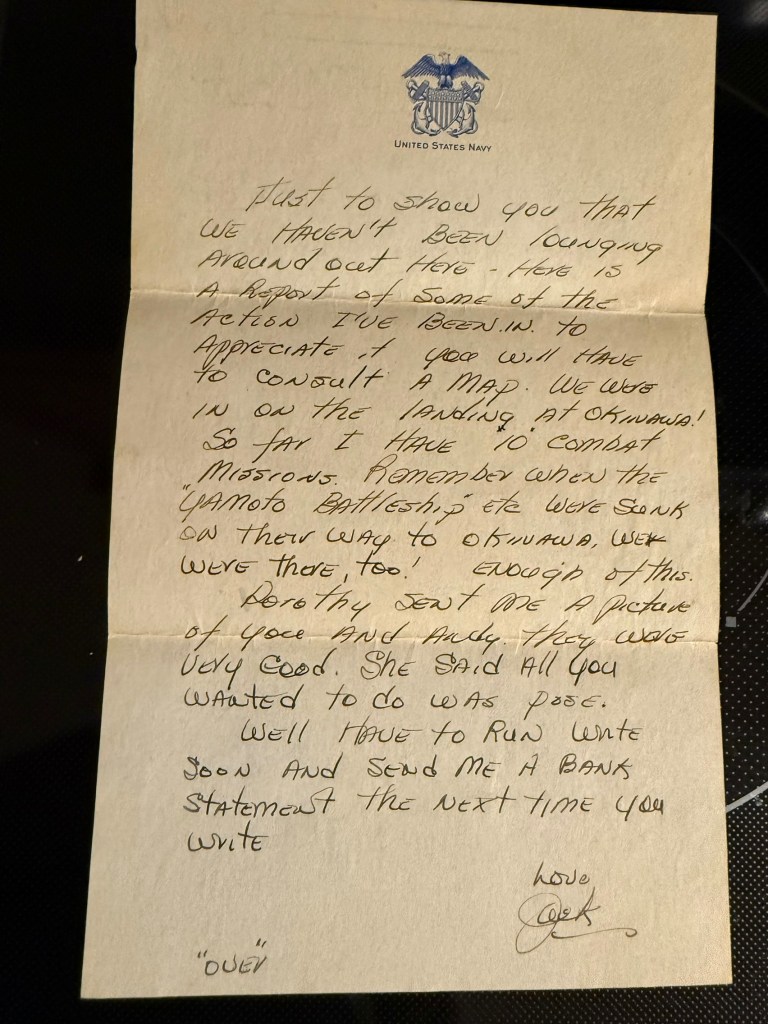 UNITED STATES NAVY
Just to show you that
WE HAVEN'T BEEN lounging
Around out HERE - HERE is
A REPORT of Some of the
ACTION I'VE BEEN IN. to
APPRECIATE it you will HAVE
to CONSULT A MAP. WE WERE
IN ON the LANDING AT OKINAWA!
So far I HAVE "10" COMBAT
MISSIONS. REMEMBER WHEN the
"YAMOTO BATTLESHIP" etc WERE SUNK
ON their WAY to OKINAWA, WE
WERE there, too! ENOUGH of this.
Dorothy SENT ME A picture
of you AND Andy. they were
VERY GOOD. SHE SAID All you
WANTED TO do WAS POSE.
WEll HAVE to RUN Write
SOON AND SEND ME A BANK
STATEMENT the NEXT TIME you
write
Love
Jack
"OVER"